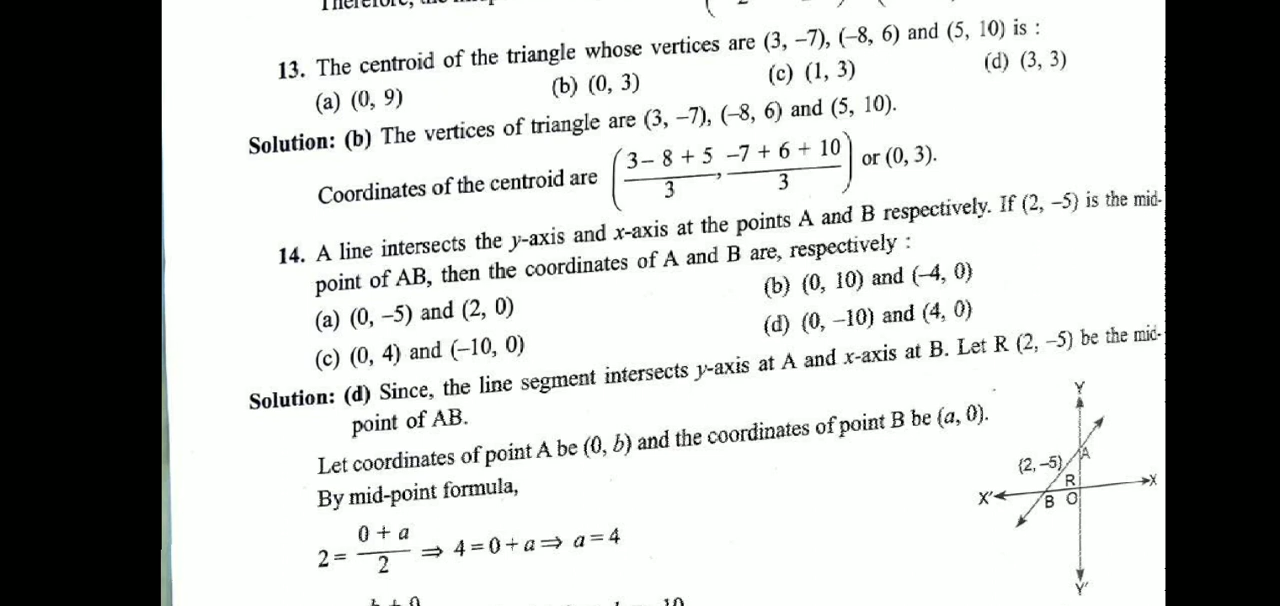 13. The centroid of the triangle whose vertices are (3, –7), (–8, 6) and (5, 10) is :
(a) (0, 9) (b) (0, 3) (c) (1, 3) (d) (3, 3)
Solution: (b) The vertices of triangle are (3, –7), (–8, 6) and (5, 10).
Coordinates of the centroid are ( (3 – 8 + 5)/3 , (–7 + 6 + 10)/3 ) or (0, 3).
14. A line intersects the y-axis and x-axis at the points A and B respectively. If (2, –5) is the mid-
point of AB, then the coordinates of A and B are, respectively :
(a) (0, –5) and (2, 0) (b) (0, 10) and (–4, 0)
(c) (0, 4) and (–10, 0) (d) (0, –10) and (4, 0)
Solution: (d) Since, the line segment intersects y-axis at A and x-axis at B. Let R (2, –5) be the mid-
point of AB.
Let coordinates of point A be (0, b) and the coordinates of point B be (a, 0).
By mid-point formula,
2 = (0 + a)/2 ⇒ 4 = 0 + a ⇒ a = 4
Y
(2, –5) A
R
X' B O X
Y'